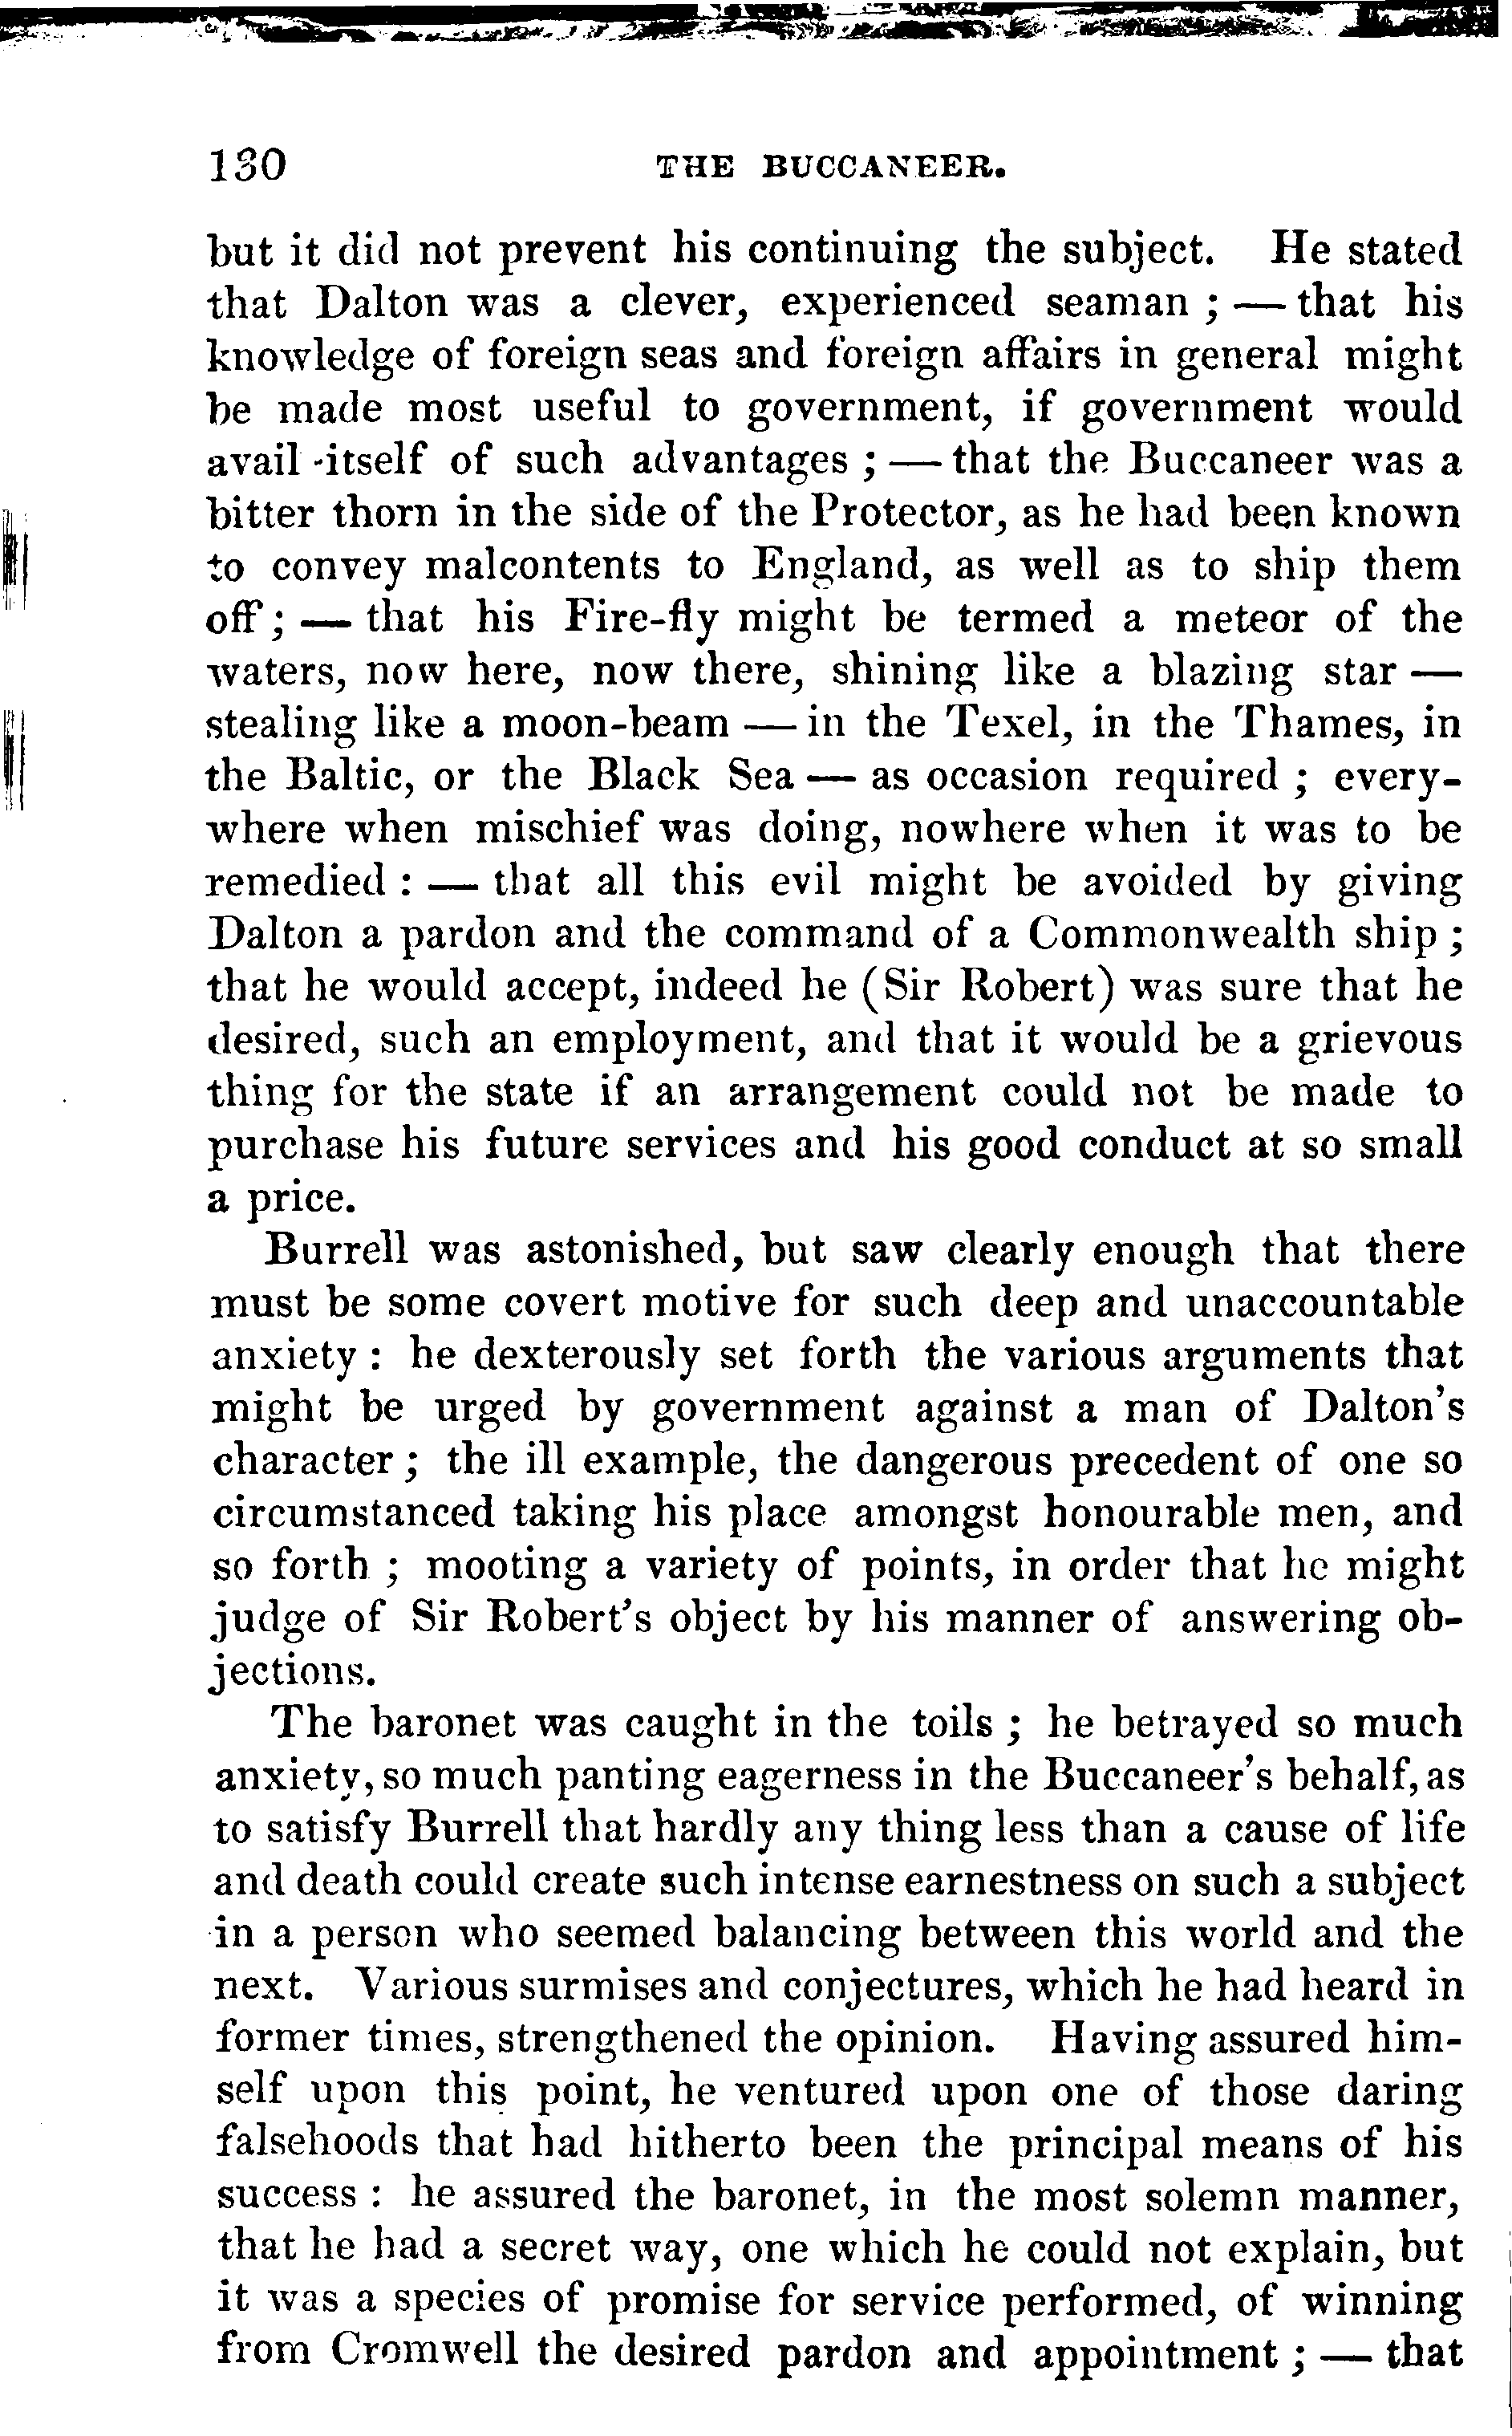 130 THE BUCCANEER.
but it did not prevent his continuing the subject. He stated
that Dalton was a clever, experienced seaman ; — that his
knowledge of foreign seas and foreign affairs in general might
be made most useful to government, if government would
avail itself of such advantages ; — that the Buccaneer was a
bitter thorn in the side of the Protector, as he had been known
to convey malcontents to England, as well as to ship them
off ; — that his Fire-fly might be termed a meteor of the
waters, now here, now there, shining like a blazing star —
stealing like a moon-beam — in the Texel, in the Thames, in
the Baltic, or the Black Sea — as occasion required ; every-
where when mischief was doing, nowhere when it was to be
remedied : — that all this evil might be avoided by giving
Dalton a pardon and the command of a Commonwealth ship ;
that he would accept, indeed he (Sir Robert) was sure that he
desired, such an employment, and that it would be a grievous
thing for the state if an arrangement could not be made to
purchase his future services and his good conduct at so small
a price.
Burrell was astonished, but saw clearly enough that there
must be some covert motive for such deep and unaccountable
anxiety : he dexterously set forth the various arguments that
might be urged by government against a man of Dalton's
character ; the ill example, the dangerous precedent of one so
circumstanced taking his place amongst honourable men, and
so forth ; mooting a variety of points, in order that he might
judge of Sir Robert's object by his manner of answering ob-
jections.
The baronet was caught in the toils ; he betrayed so much
anxiety, so much panting eagerness in the Buccaneer's behalf, as
to satisfy Burrell that hardly any thing less than a cause of life
and death could create such intense earnestness on such a subject
in a person who seemed balancing between this world and the
next. Various surmises and conjectures, which he had heard in
former times, strengthened the opinion. Having assured him-
self upon this point, he ventured upon one of those daring
falsehoods that had hitherto been the principal means of his
success : he assured the baronet, in the most solemn manner,
that he had a secret way, one which he could not explain, but
it was a species of promise for service performed, of winning
from Cromwell the desired pardon and appointment ; — that